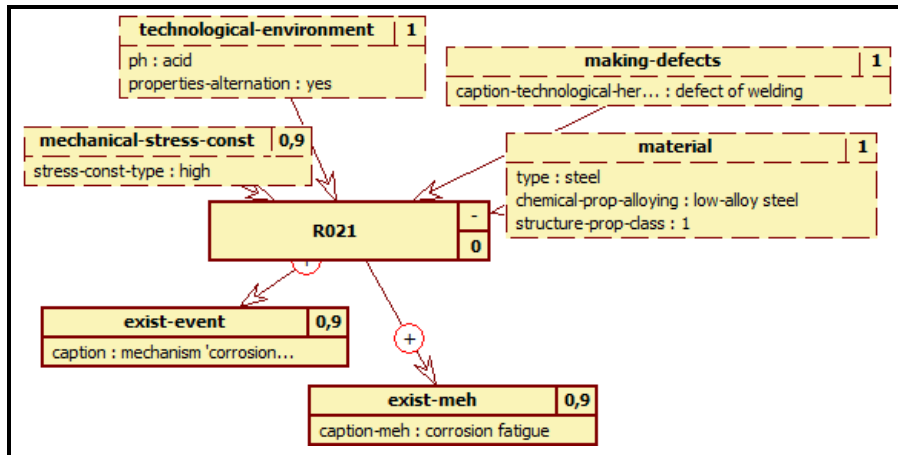 technological-environment 1
ph : acid
properties-alternation : yes
making-defects 1
caption-technological-her... : defect of welding
mechanical-stress-const 0,9
stress-const-type : high
material 1
type : steel
chemical-prop-alloying : low-alloy steel
structure-prop-class : 1
R021
-
0
exist-event 0,9
caption : mechanism 'corrosion...
+
exist-meh 0,9
caption-meh : corrosion fatigue